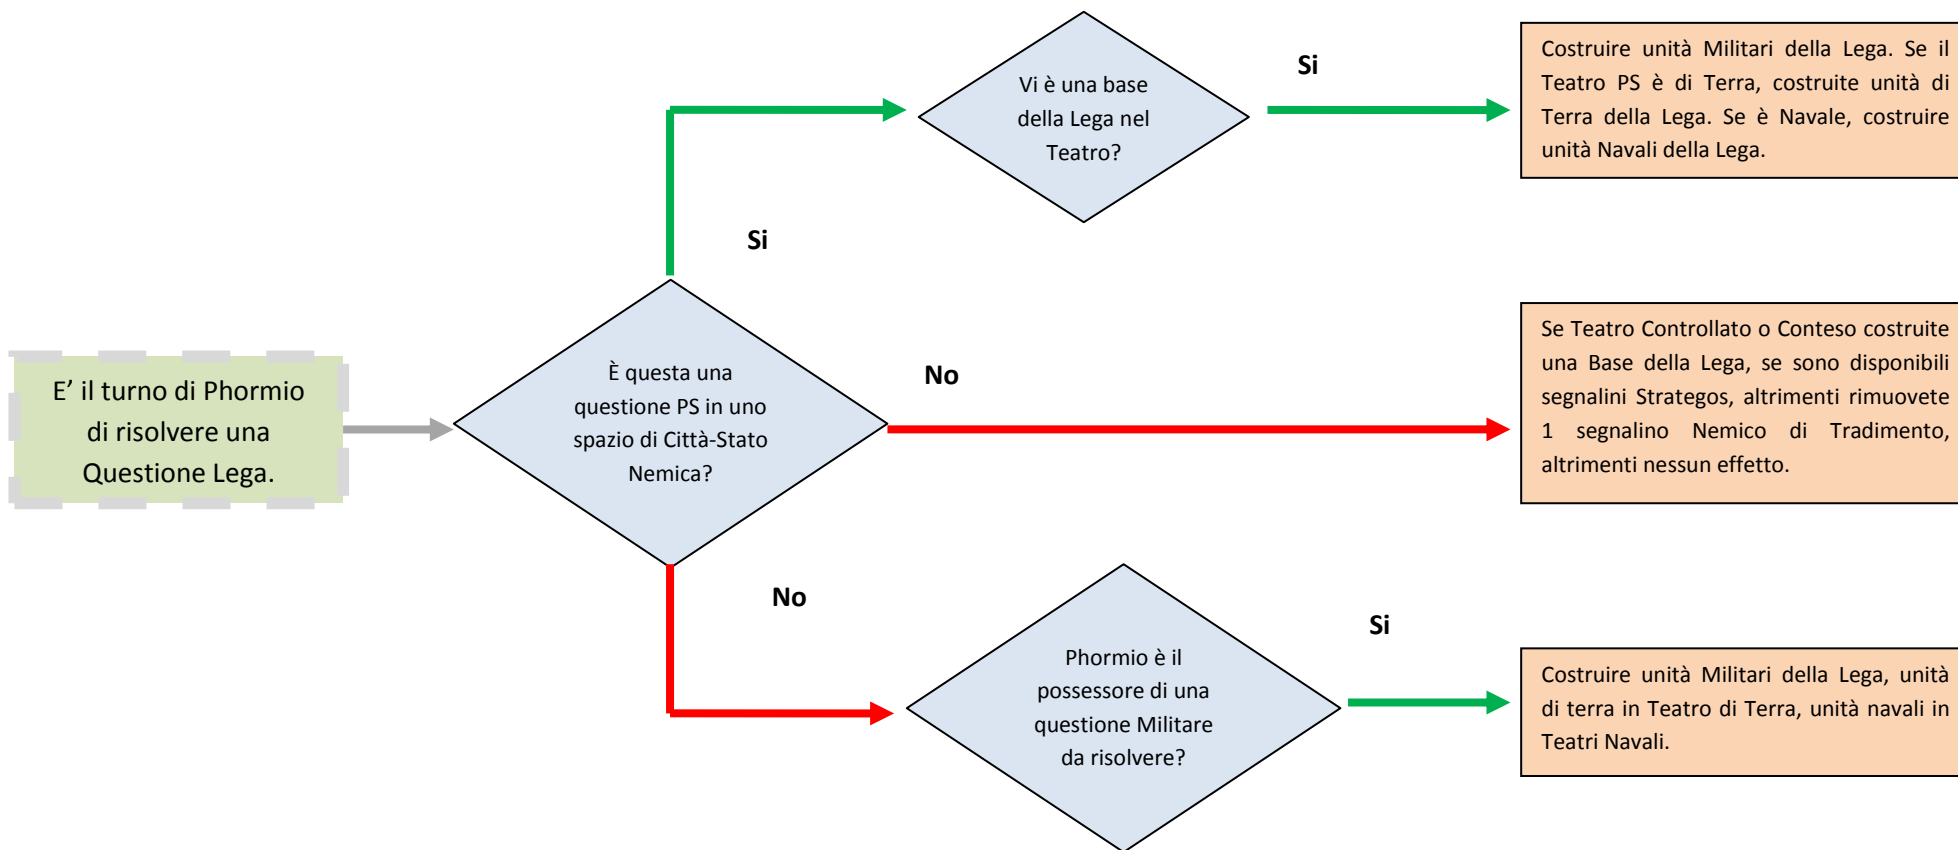 E’ il turno di Phormio
di risolvere una
Questione Lega.
È questa una
questione PS in uno
spazio di Città-Stato
Nemica?
Si
Vi è una base
della Lega nel
Teatro?
Si
Costruire unità Militari della Lega. Se il
Teatro PS è di Terra, costruite unità di
Terra della Lega. Se è Navale, costruire
unità Navali della Lega.
No
Se Teatro Controllato o Conteso costruite
una Base della Lega, se sono disponibili
segnalini Strategos, altrimenti rimuovete
1 segnalino Nemico di Tradimento,
altrimenti nessun effetto.
No
Phormio è il
possessore di una
questione Militare
da risolvere?
Si
Costruire unità Militari della Lega, unità
di terra in Teatro di Terra, unità navali in
Teatri Navali.